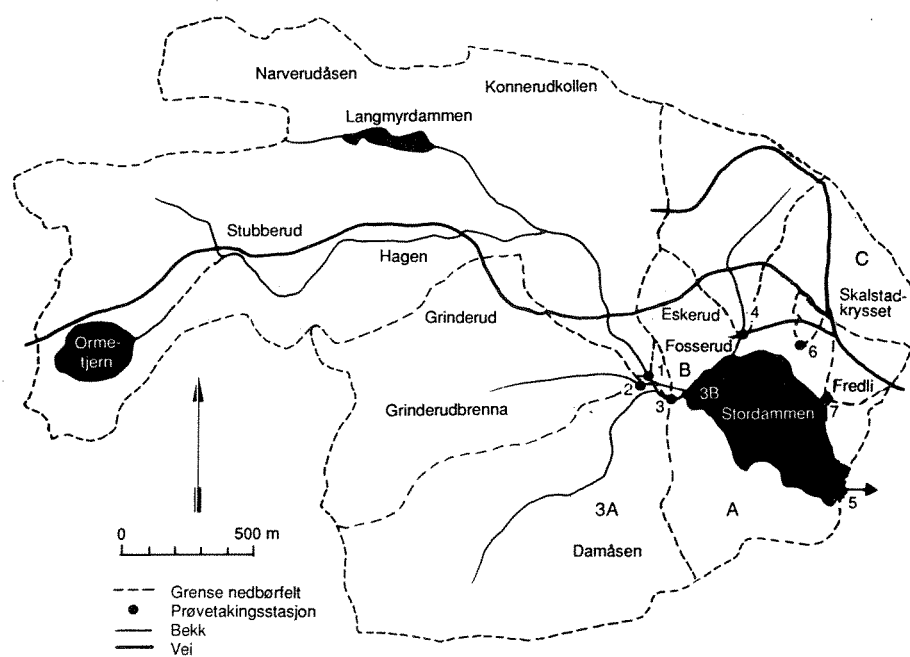 Narverudåsen
Konnerudkollen
Langmyrdammen
Stubberud
Hagen
C
Skalstad-
krysset
Eskerud
4
Grinderud
Fosserud
6
Orme-
tjern
1
B
2
3
3B
Fredli
Grinderudbrenna
Stordammen
7
5
3A
A
Damåsen
0 500 m
Grense nedbørfelt
Prøvetakingsstasjon
Bekk
Vei